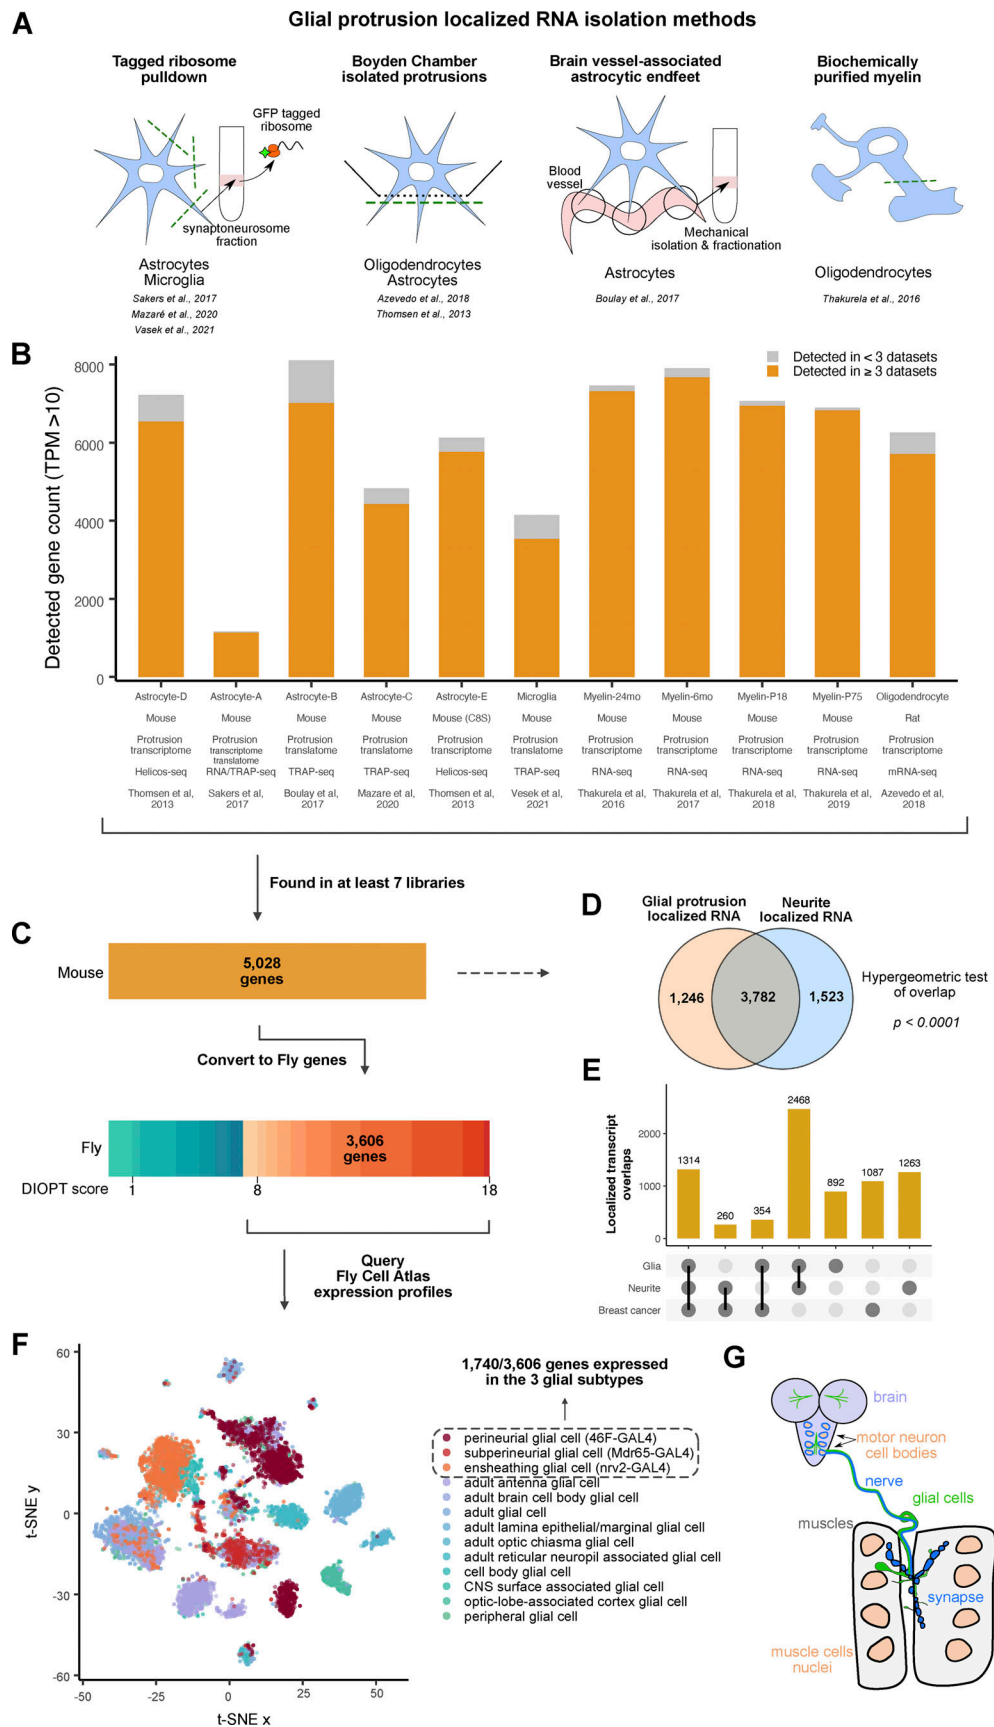 A
Glial protrusion localized RNA isolation methods
Tagged ribosome
pulldown
GFP tagged
ribosome
synaptoneurosome
fraction
Astrocytes
Microglia
Sakers et al., 2017
Mazaré et al., 2020
Vasek et al., 2021
Boyden Chamber
isolated protrusions
Oligodendrocytes
Astrocytes
Azevedo et al., 2018
Thomsen et al., 2013
Brain vessel-associated
astrocytic endfeet
Blood
vessel
Mechanical
isolation & fractionation
Astrocytes
Boulay et al., 2017
Biochemically
purified myelin
Oligodendrocytes
Thakurela et al., 2016
B
Detected gene count (TPM >10)
8000
6000
4000
2000
0
Detected in < 3 datasets
Detected in ≥ 3 datasets
Astrocyte-D
Mouse
Protrusion
transcriptome
Helicos-seq
Thomsen et al,
2013
Astrocyte-A
Mouse
Protrusion
transcriptome
translatome
RNA/TRAP-seq
Sakers et al,
2017
Astrocyte-B
Mouse
Protrusion
translatome
TRAP-seq
Boulay et al,
2017
Astrocyte-C
Mouse
Protrusion
translatome
TRAP-seq
Mazare et al,
2020
Astrocyte-E
Mouse (C8S)
Protrusion
transcriptome
Helicos-seq
Thomsen et al,
2013
Microglia
Mouse
Protrusion
translatome
TRAP-seq
Vesek et al,
2021
Myelin-24mo
Mouse
Protrusion
transcriptome
RNA-seq
Thakurela et al,
2016
Myelin-6mo
Mouse
Protrusion
transcriptome
RNA-seq
Thakurela et al,
2017
Myelin-P18
Mouse
Protrusion
transcriptome
RNA-seq
Thakurela et al,
2018
Myelin-P75
Mouse
Protrusion
transcriptome
RNA-seq
Thakurela et al,
2019
Oligodendrocyte
Rat
Protrusion
transcriptome
mRNA-seq
Azevedo et al,
2018
Found in at least 7 libraries
C
Mouse
5,028
genes
Convert to Fly genes
Fly
3,606
genes
DIOPT score
1
8
18
Query
Fly Cell Atlas
expression profiles
D
Glial protrusion
localized RNA
Neurite
localized RNA
1,246
3,782
1,523
Hypergeometric test
of overlap
p < 0.0001
E
Localized transcript
overlaps
2000
1000
0
1314
260
354
2468
892
1087
1263
Glia
Neurite
Breast cancer
F
t-SNE y
60
30
0
-30
-60
-50
-25
0
25
50
t-SNE x
1,740/3,606 genes expressed
in the 3 glial subtypes
perineurial glial cell (46F-GAL4)
subperineurial glial cell (Mdr65-GAL4)
ensheathing glial cell (nrv2-GAL4)
adult antenna glial cell
adult brain cell body glial cell
adult glial cell
adult lamina epithelial/marginal glial cell
adult optic chiasma glial cell
adult reticular neuropil associated glial cell
cell body glial cell
CNS surface associated glial cell
optic-lobe-associated cortex glial cell
peripheral glial cell
G
brain
motor neuron
cell bodies
nerve
glial cells
muscles
synapse
muscle cells
nuclei